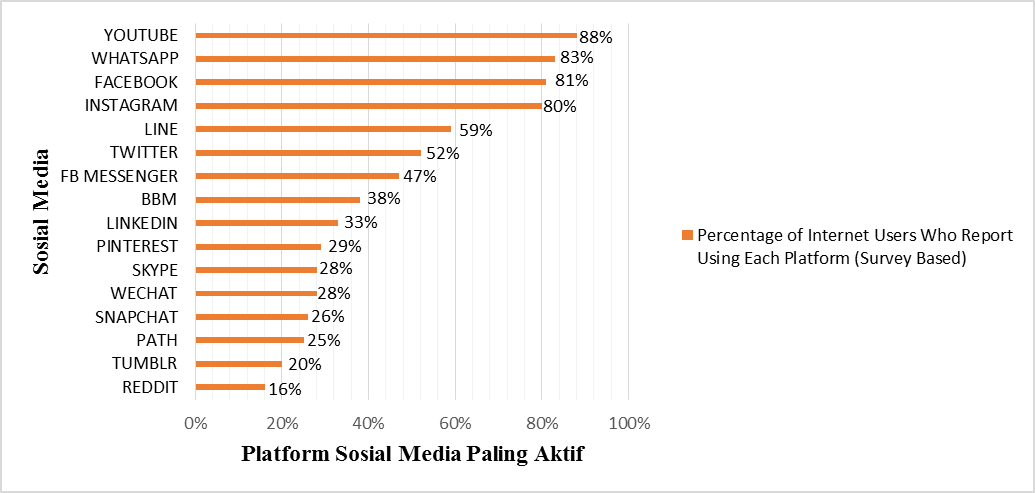 YOUTUBE 88%
WHATSAPP 83%
FACEBOOK 81%
INSTAGRAM 80%
LINE 59%
TWITTER 52%
FB MESSENGER 47%
BBM 38%
LINKEDIN 33%
PINTEREST 29%
SKYPE 28%
WECHAT 28%
SNAPCHAT 26%
PATH 25%
TUMBLR 20%
REDDIT 16%
0% 20% 40% 60% 80% 100%
Sosial Media
Platform Sosial Media Paling Aktif
Percentage of Internet Users Who Report
Using Each Platform (Survey Based)